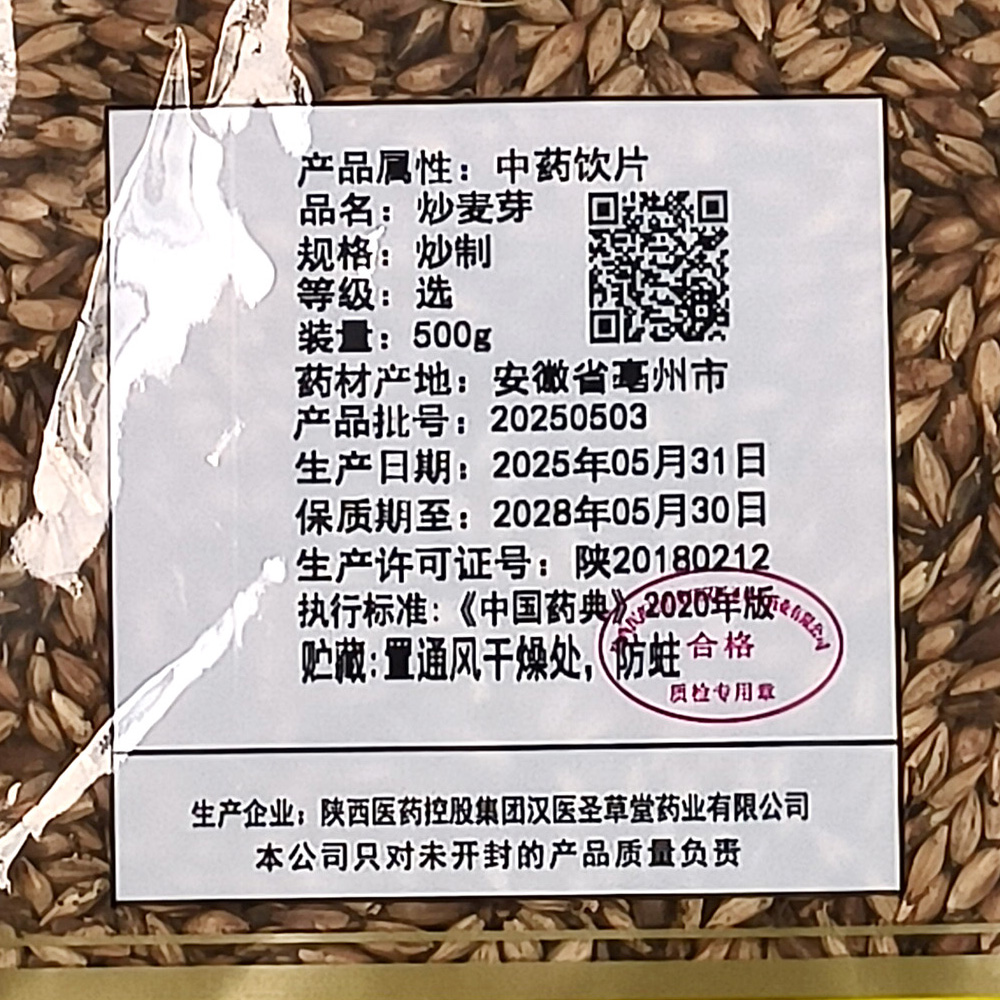 产品属性：中药饮片
品名：炒麦芽
规格：炒制
等级：选
装量：500g
药材产地：安徽省亳州市
产品批号：20250503
生产日期：2025年05月31日
保质期至：2028年05月30日
生产许可证号：陕20180212
执行标准：《中国药典》2020年版
贮藏：置通风干燥处，防蛀
合格
质检专用章
生产企业：陕西医药控股集团汉医圣草堂药业有限公司
本公司只对未开封的产品质量负责